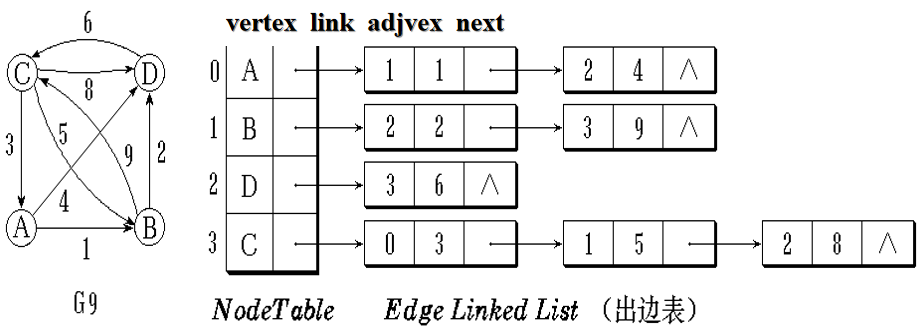 vertex link adjvex next
6
C D
8
3 5 9 2
4
A B
1
G9
0 A 1 1 2 4 ∧
1 B 2 2 3 9 ∧
2 D 3 6 ∧
3 C 0 3 1 5 2 8 ∧
NodeTable Edge Linked List (出边表)